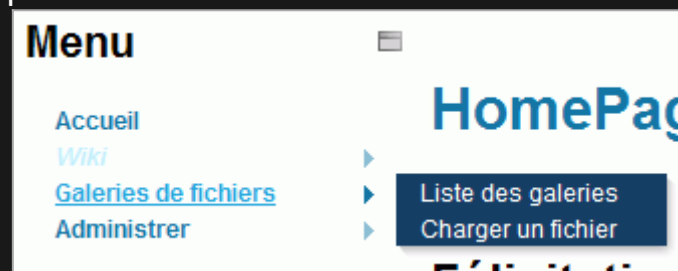 Menu
HomePag
Accueil
Wiki
Galeries de fichiers
Liste des galeries
Administrer
Charger un fichier